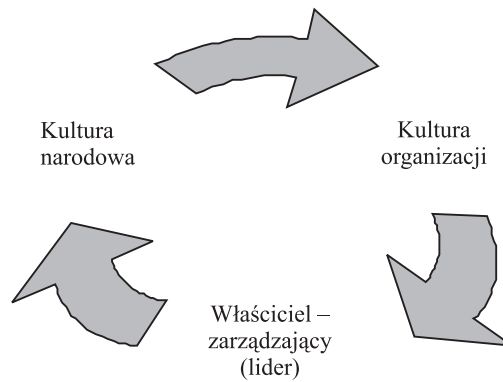 Kultura
narodowa
Kultura
organizacji
Właściciel –
zarządzający
(lider)